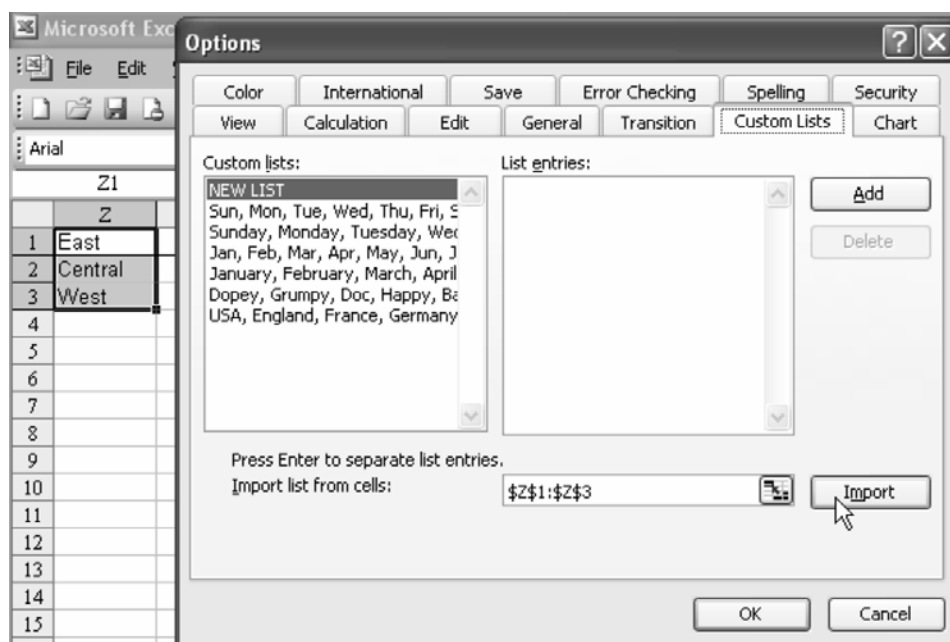 Microsoft Exc
File Edit
Arial
Z1
Z
1 East
2 Central
3 West
4
5
6
7
8
9
10
11
12
13
14
15
Options
Color International Save Error Checking Spelling Security
View Calculation Edit General Transition Custom Lists Chart
Custom lists:
NEW LIST
Sun, Mon, Tue, Wed, Thu, Fri, S
Sunday, Monday, Tuesday, Wed
Jan, Feb, Mar, Apr, May, Jun, J
January, February, March, April
Dopey, Grumpy, Doc, Happy, Ba
USA, England, France, Germany
List entries:
Add
Delete
Press Enter to separate list entries.
Import list from cells:
$Z$1:$Z$3
Import
OK Cancel